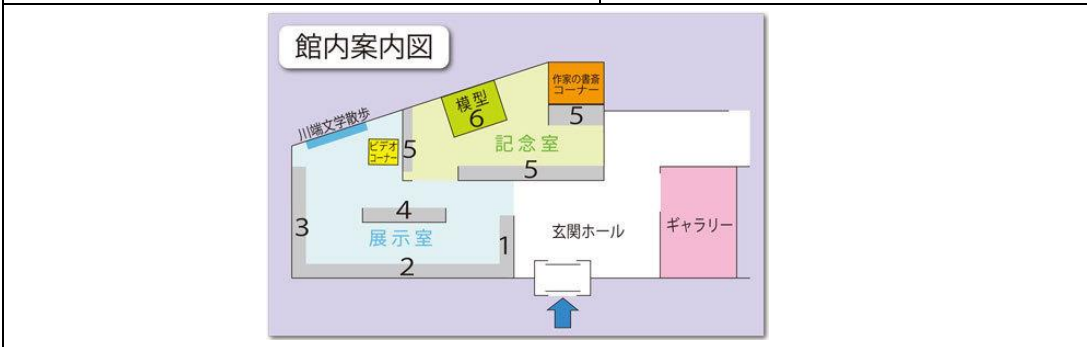 館内案内図
作家の書斎
コーナー
模型
6
5
川端文学散歩
ビデオ
コーナー
5
記念室
5
3
4
展示室
1
2
玄関ホール
ギャラリー